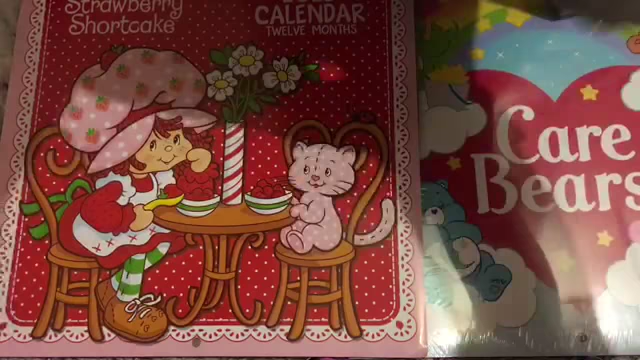 Strawberry
Shortcake
CALENDAR
TWELVE MONTHS
Care
Bears